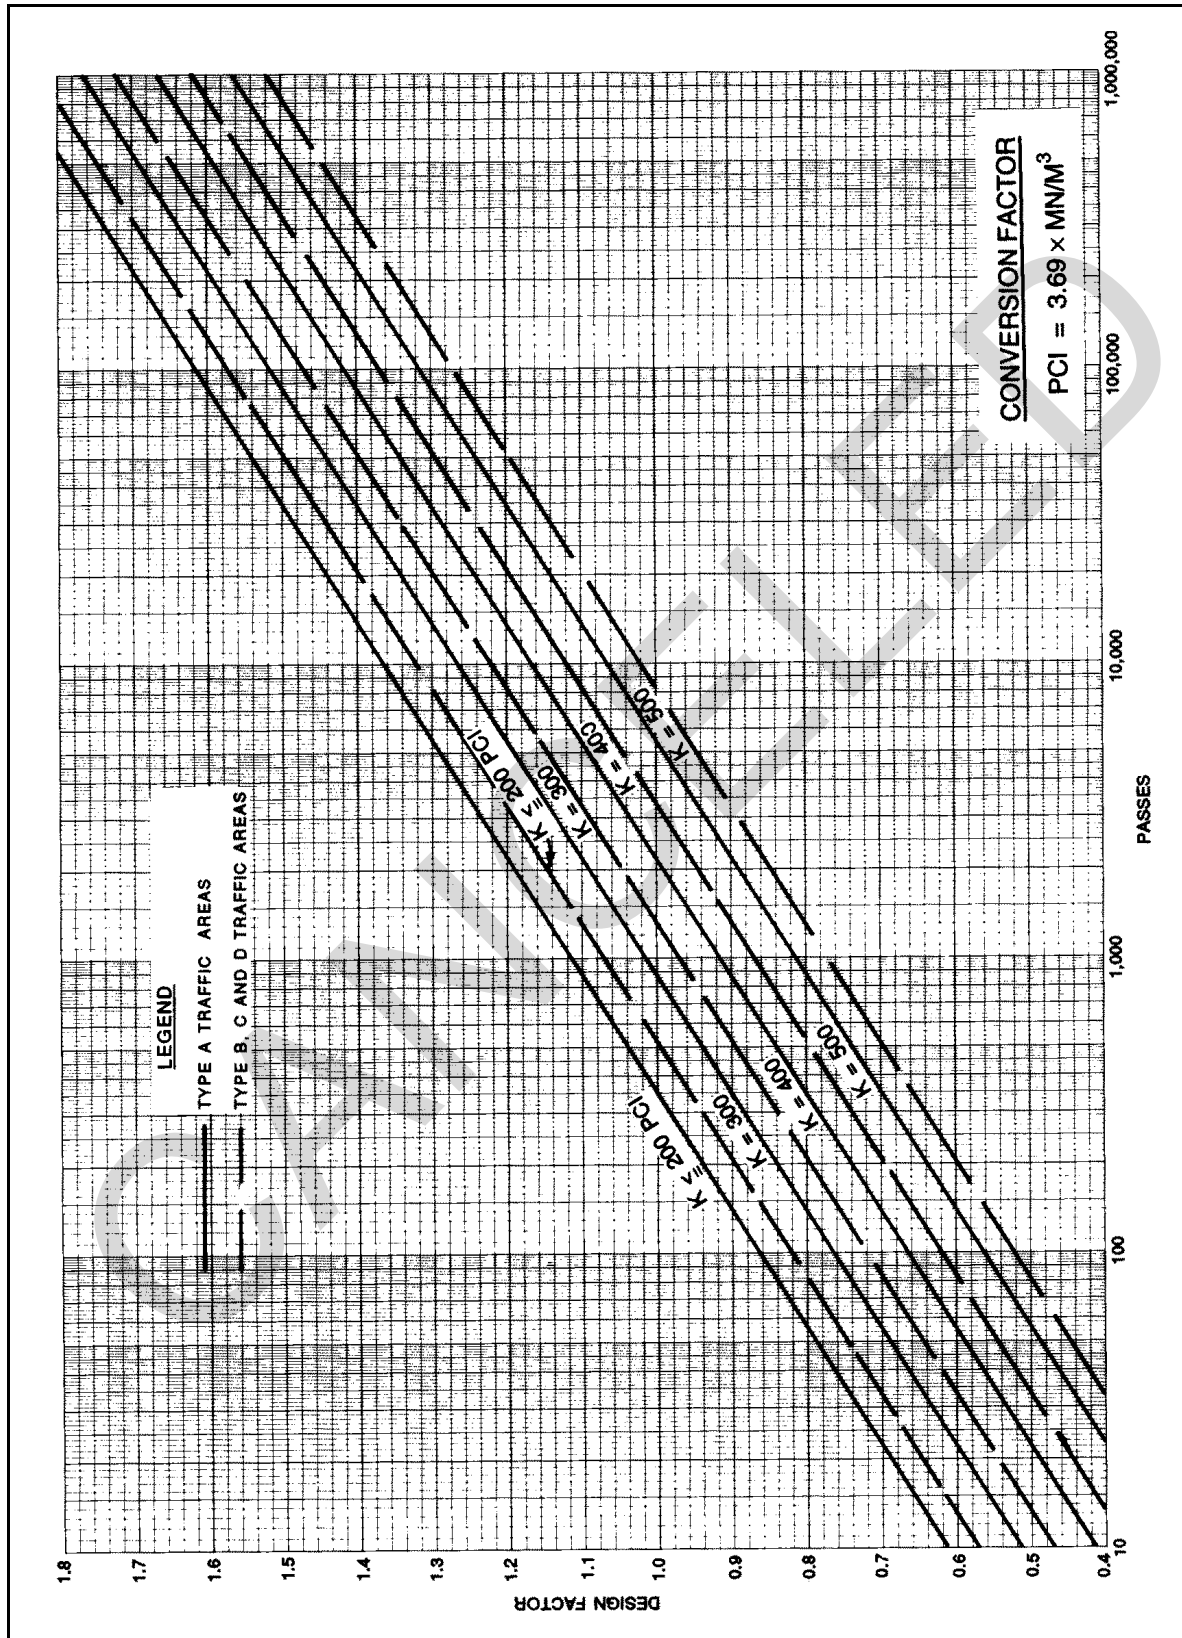 1.8
1.7
1.6
1.5
1.4
1.3
1.2
1.1
1.0
0.9
0.8
0.7
0.6
0.5
0.4
DESIGN FACTOR
10
100
1,000
10,000
100,000
1,000,000
PASSES
LEGEND
TYPE A TRAFFIC AREAS
TYPE B, C AND D TRAFFIC AREAS
K ≤ 200 PCI
K = 300
K = 400
K = 500
K ≤ 200 PCI
K = 300
K = 400
K = 500
CONVERSION FACTOR
PCI = 3.69 × MN/M³
CANCELED